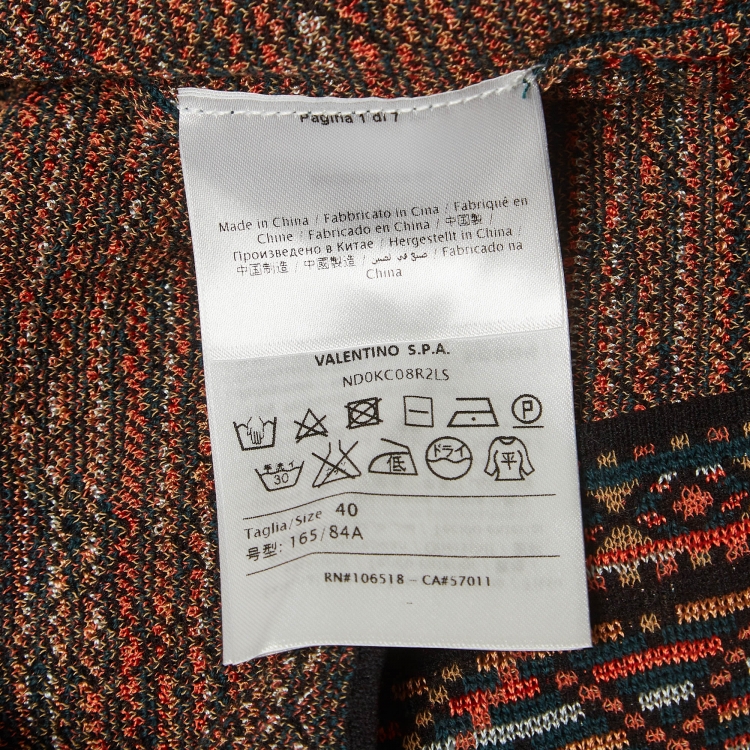 Pagina 1 di 7
Made in China / Fabbricato in Cina / Fabriqué en
Chine / Fabricado en China / 中国製 /
Произведено в Китае / Hergestellt in China /
中国制造 / 中國製造 / صنع في الصين / Fabricado na
China
VALENTINO S.P.A.
ND0KC08R2LS
P
手洗イ 30 低 ドライ 平
Taglia/Size 40
号型: 165/84A
RN#106518 - CA#57011